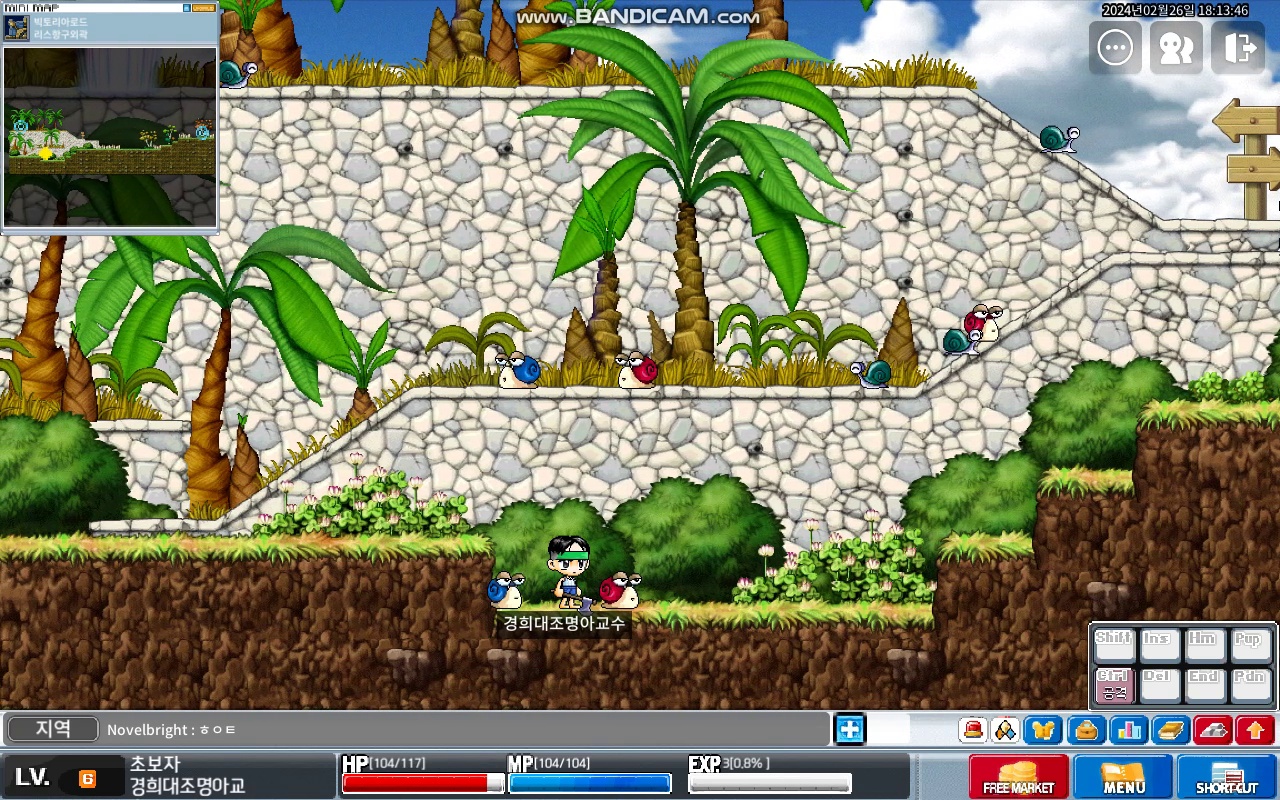 MINI MAP
WORLD
빅토리아로드
리스항구외곽
www.BANDICAM.com
2024년02월26일 18:13:46
경희대조명아교수
Shift Ins Hm Pup
Ctrl Del End Pdn
공격
지역 Novelbright : ㅎㅇㅌ
LV. 6
초보자
경희대조명아교
HP[104/117] MP[104/104] EXP 3[0.8% ]
FREE MARKET MENU SHORTCUT